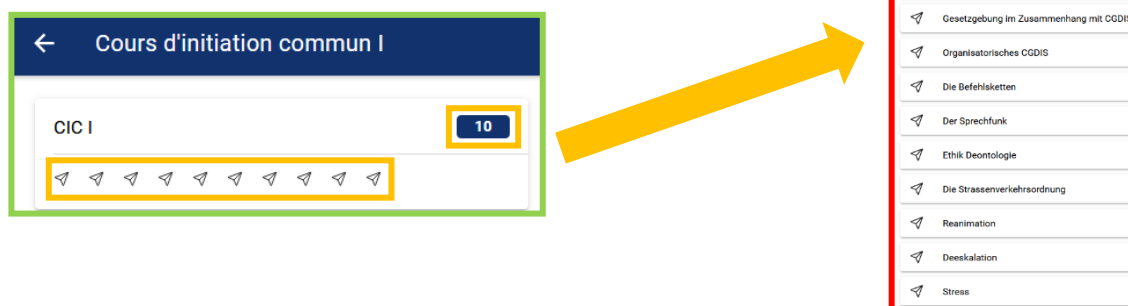 Cours d'initiation commun I
CIC I
10
Gesetzgebung im Zusammenhang mit CGDIS
Organisatorisches CGDIS
Die Befehlsketten
Der Sprechfunk
Ethik Deontologie
Die Strassenverkehrsordnung
Reanimation
Deeskalation
Stress